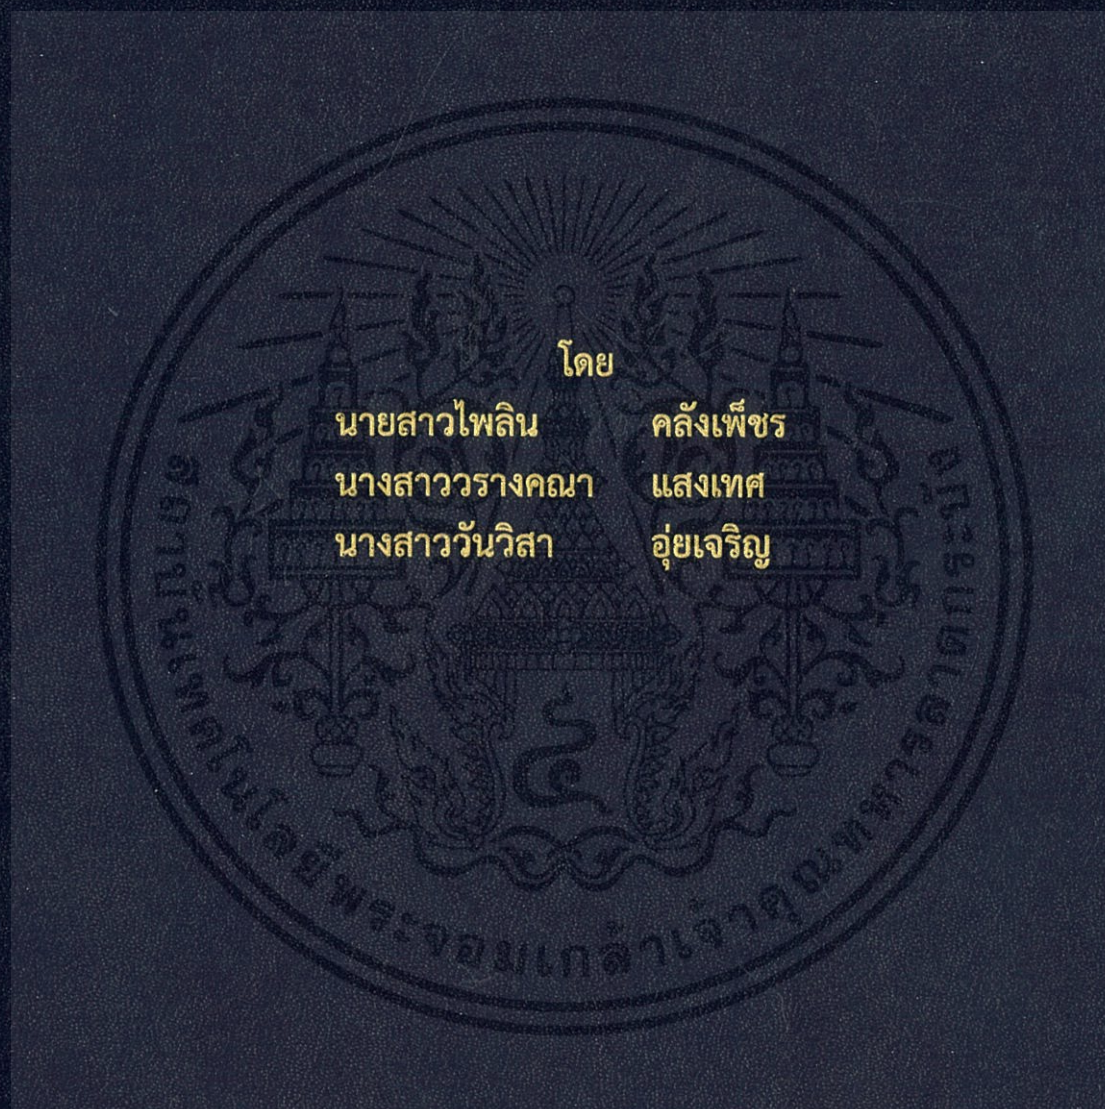 โดย
นายสาวไพลิน คลังเพ็ชร
นางสาววรางคณา แสงเทศ
นางสาววันวิสา อุ่ยเจริญ
สถาบันเทคโนโลยีพระจอมเกล้าเจ้าคุณทหารลาดกระบัง